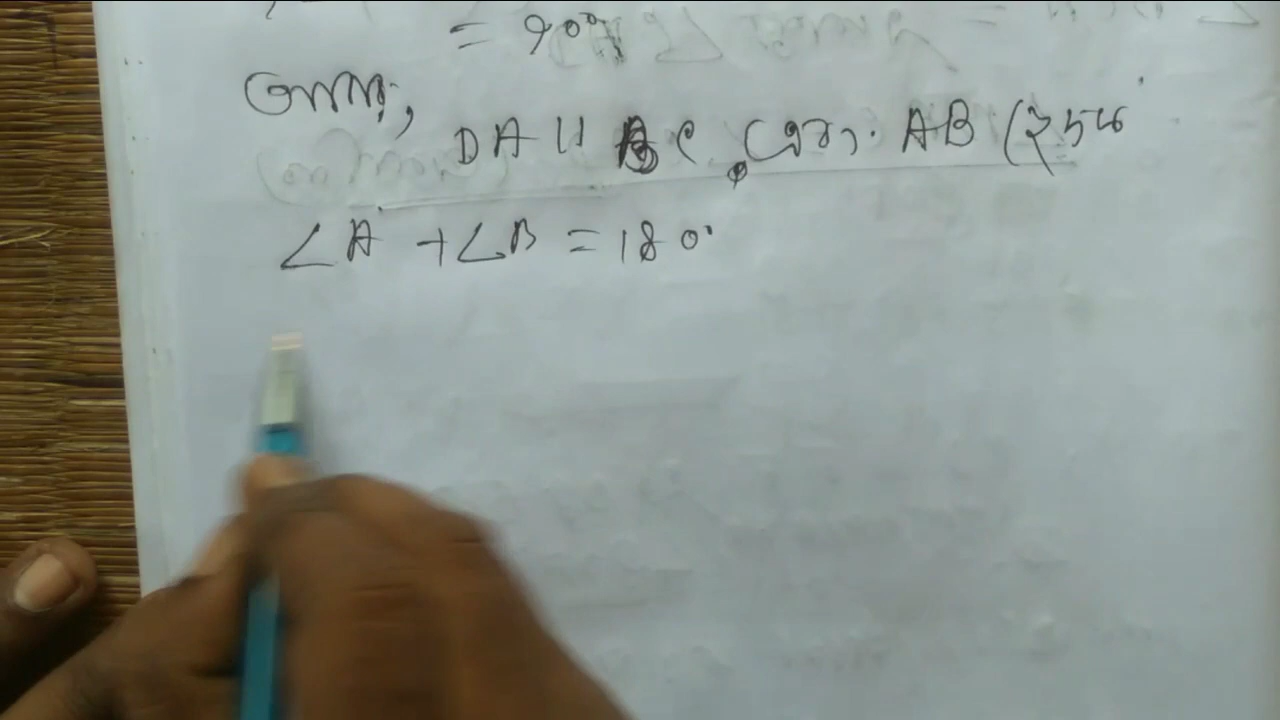 = 90°
আবার,
DA || BC এবং AB ছেদক
∠A + ∠B = 180°